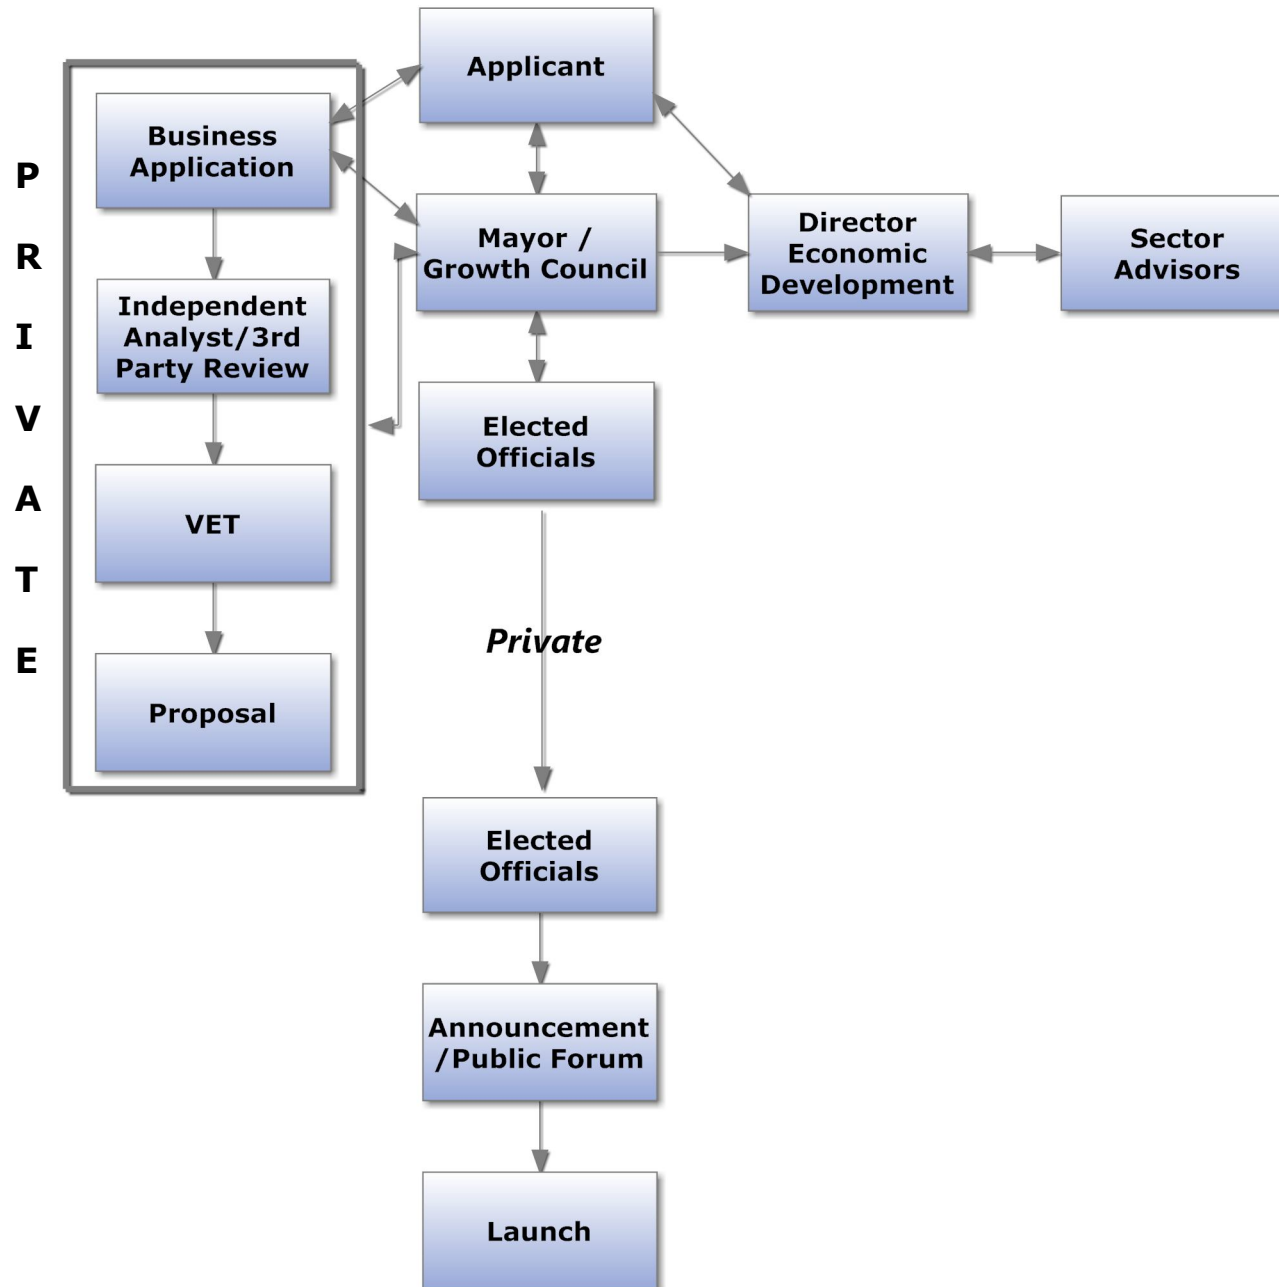 Applicant
Business
Application
P
R
I
V
A
T
E
Mayor /
Growth Council
Director
Economic
Development
Sector
Advisors
Independent
Analyst/3rd
Party Review
Elected
Officials
VET
Private
Proposal
Elected
Officials
Announcement
/Public Forum
Launch